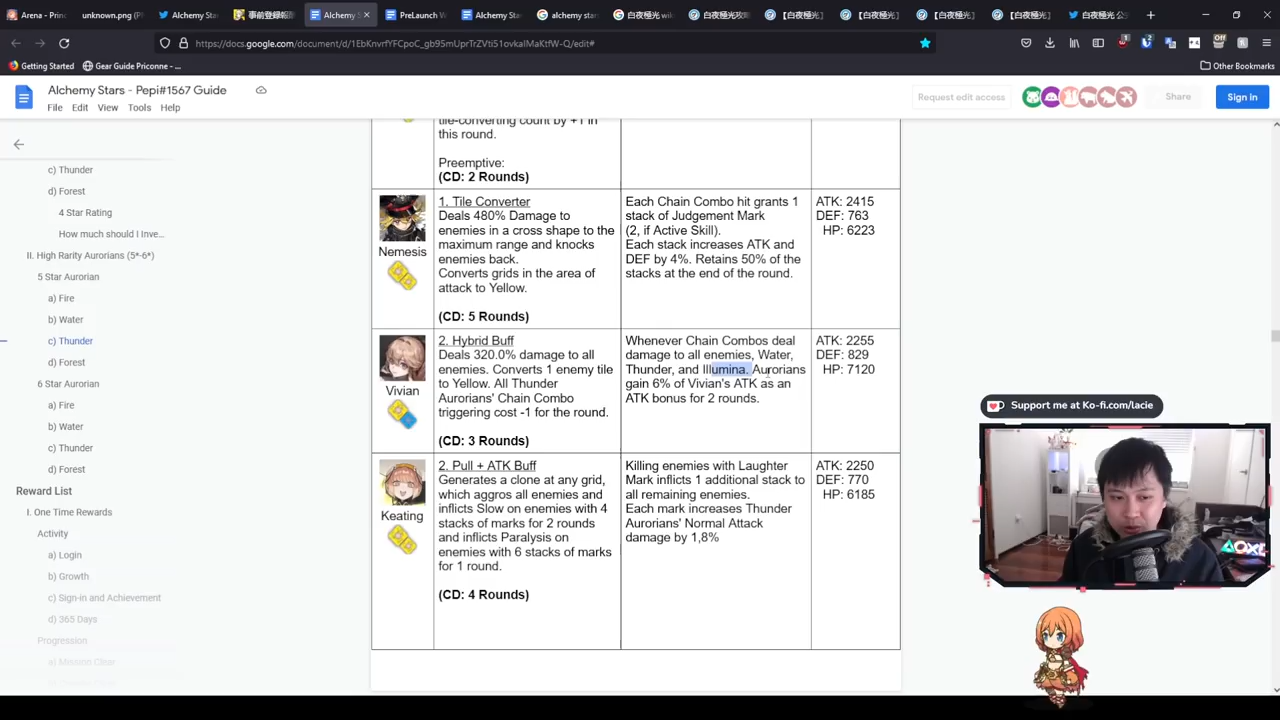 Arena - Princ
unknown.png (
Alchemy Star
事前登録報
Alchemy S
PreLaunch W
Alchemy Sta
alchemy star
白夜極光 wik
白夜極光攻略
【白夜極光】
【白夜極光】
【白夜極光】
【白夜極光】
白夜極光 公
https://docs.google.com/document/d/1EbKnvrfYFCpoC_gb95mUprTrZVti51ovkaIMaKtfW-Q/edit#
Off
Getting Started
Gear Guide Priconne – ...
Other Bookmarks
Alchemy Stars - Pepi#1567 Guide
File Edit View Tools Help
Request edit access
Share
Sign in
c) Thunder
d) Forest
4 Star Rating
How much should I Inve...
II. High Rarity Aurorians (5*-6*)
5 Star Aurorian
a) Fire
b) Water
c) Thunder
d) Forest
6 Star Aurorian
a) Fire
b) Water
c) Thunder
d) Forest
Reward List
I. One Time Rewards
Activity
a) Login
b) Growth
c) Sign-in and Achievement
d) 365 Days
Progression
a) Mission Clear
tile-converting count by +1 in
this round.
Preemptive:
(CD: 2 Rounds)
Nemesis
1. Tile Converter
Deals 480% Damage to
enemies in a cross shape to the
maximum range and knocks
enemies back.
Converts grids in the area of
attack to Yellow.
(CD: 5 Rounds)
Each Chain Combo hit grants 1
stack of Judgement Mark
(2, if Active Skill).
Each stack increases ATK and
DEF by 4%. Retains 50% of the
stacks at the end of the round.
ATK: 2415
DEF: 763
HP: 6223
Vivian
2. Hybrid Buff
Deals 320.0% damage to all
enemies. Converts 1 enemy tile
to Yellow. All Thunder
Aurorians' Chain Combo
triggering cost -1 for the round.
(CD: 3 Rounds)
Whenever Chain Combos deal
damage to all enemies, Water,
Thunder, and Illumina. Aurorians
gain 6% of Vivian's ATK as an
ATK bonus for 2 rounds.
ATK: 2255
DEF: 829
HP: 7120
Keating
2. Pull + ATK Buff
Generates a clone at any grid,
which aggros all enemies and
inflicts Slow on enemies with 4
stacks of marks for 2 rounds
and inflicts Paralysis on
enemies with 6 stacks of marks
for 1 round.
(CD: 4 Rounds)
Killing enemies with Laughter
Mark inflicts 1 additional stack to
all remaining enemies.
Each mark increases Thunder
Aurorians' Normal Attack
damage by 1,8%
ATK: 2250
DEF: 770
HP: 6185
Support me at Ko-fi.com/lacie